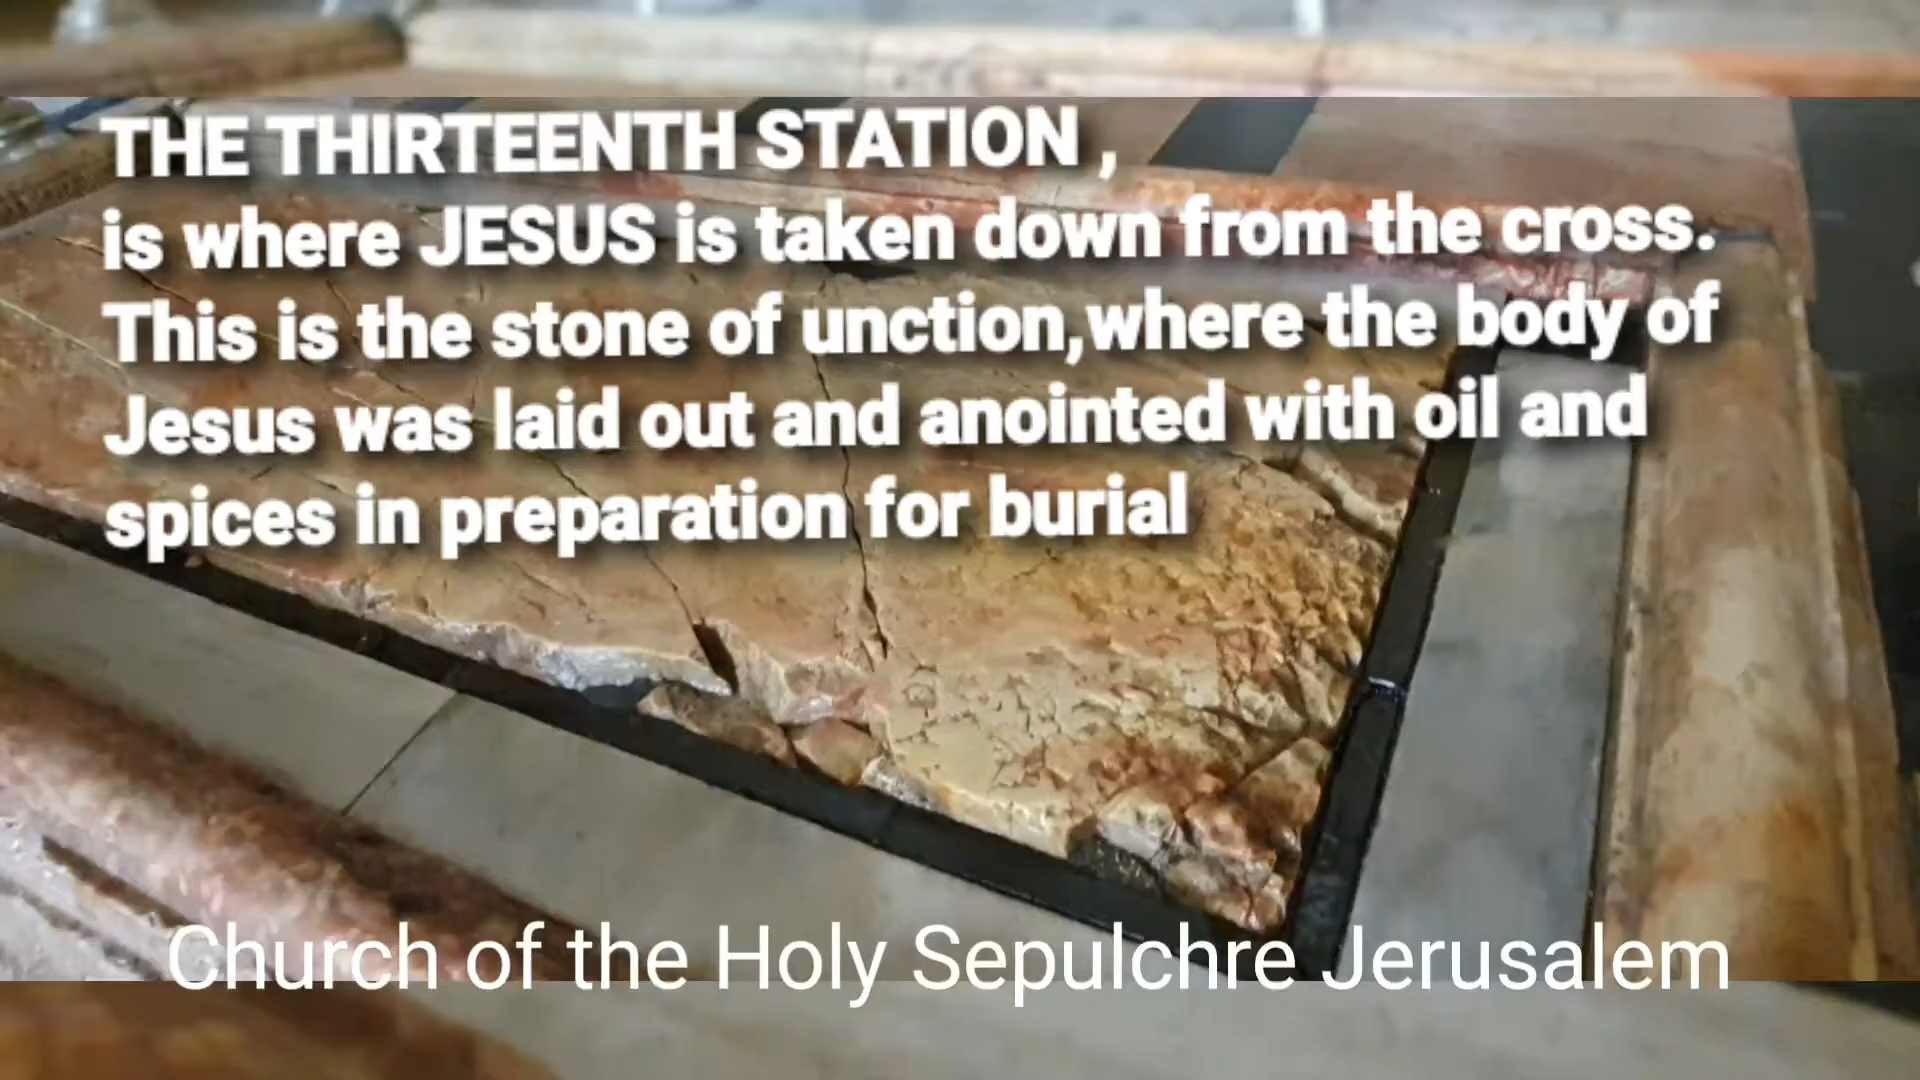 THE THIRTEENTH STATION ,
is where JESUS is taken down from the cross.
This is the stone of unction,where the body of
Jesus was laid out and anointed with oil and
spices in preparation for burial
Church of the Holy Sepulchre Jerusalem